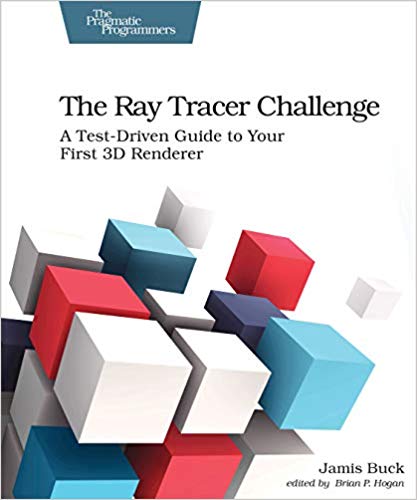 The
Pragmatic
Programmers
The Ray Tracer Challenge
A Test-Driven Guide to Your
First 3D Renderer
Jamis Buck
edited by Brian P. Hogan